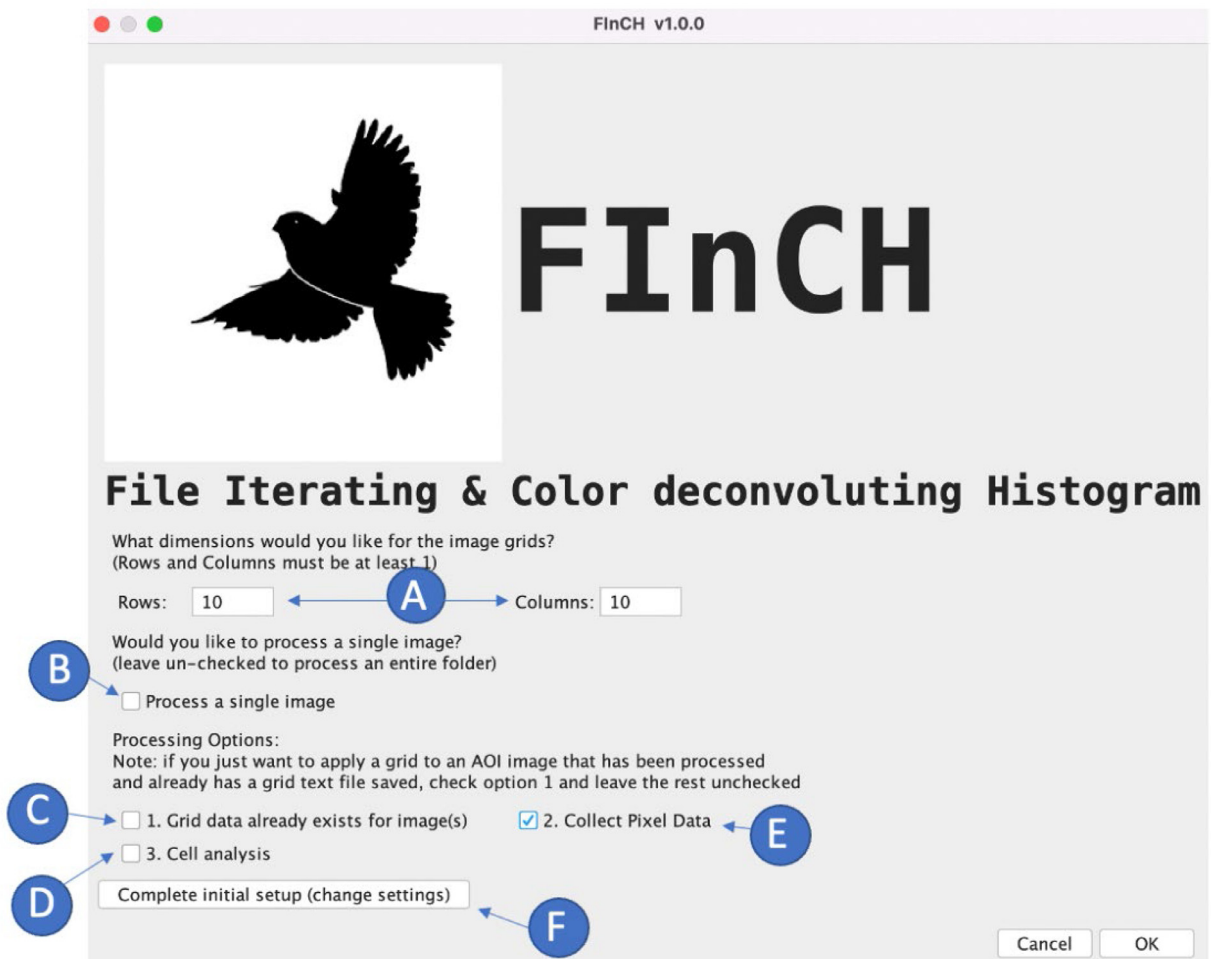 FInCH v1.0.0
FInCH
File Iterating & Color deconvoluting Histogram
What dimensions would you like for the image grids?
(Rows and Columns must be at least 1)
Rows: 10 A Columns: 10
Would you like to process a single image?
(leave un-checked to process an entire folder)
B
Process a single image
Processing Options:
Note: if you just want to apply a grid to an AOI image that has been processed
and already has a grid text file saved, check option 1 and leave the rest unchecked
C 1. Grid data already exists for image(s) 2. Collect Pixel Data E
3. Cell analysis
D
Complete initial setup (change settings)
F
Cancel OK